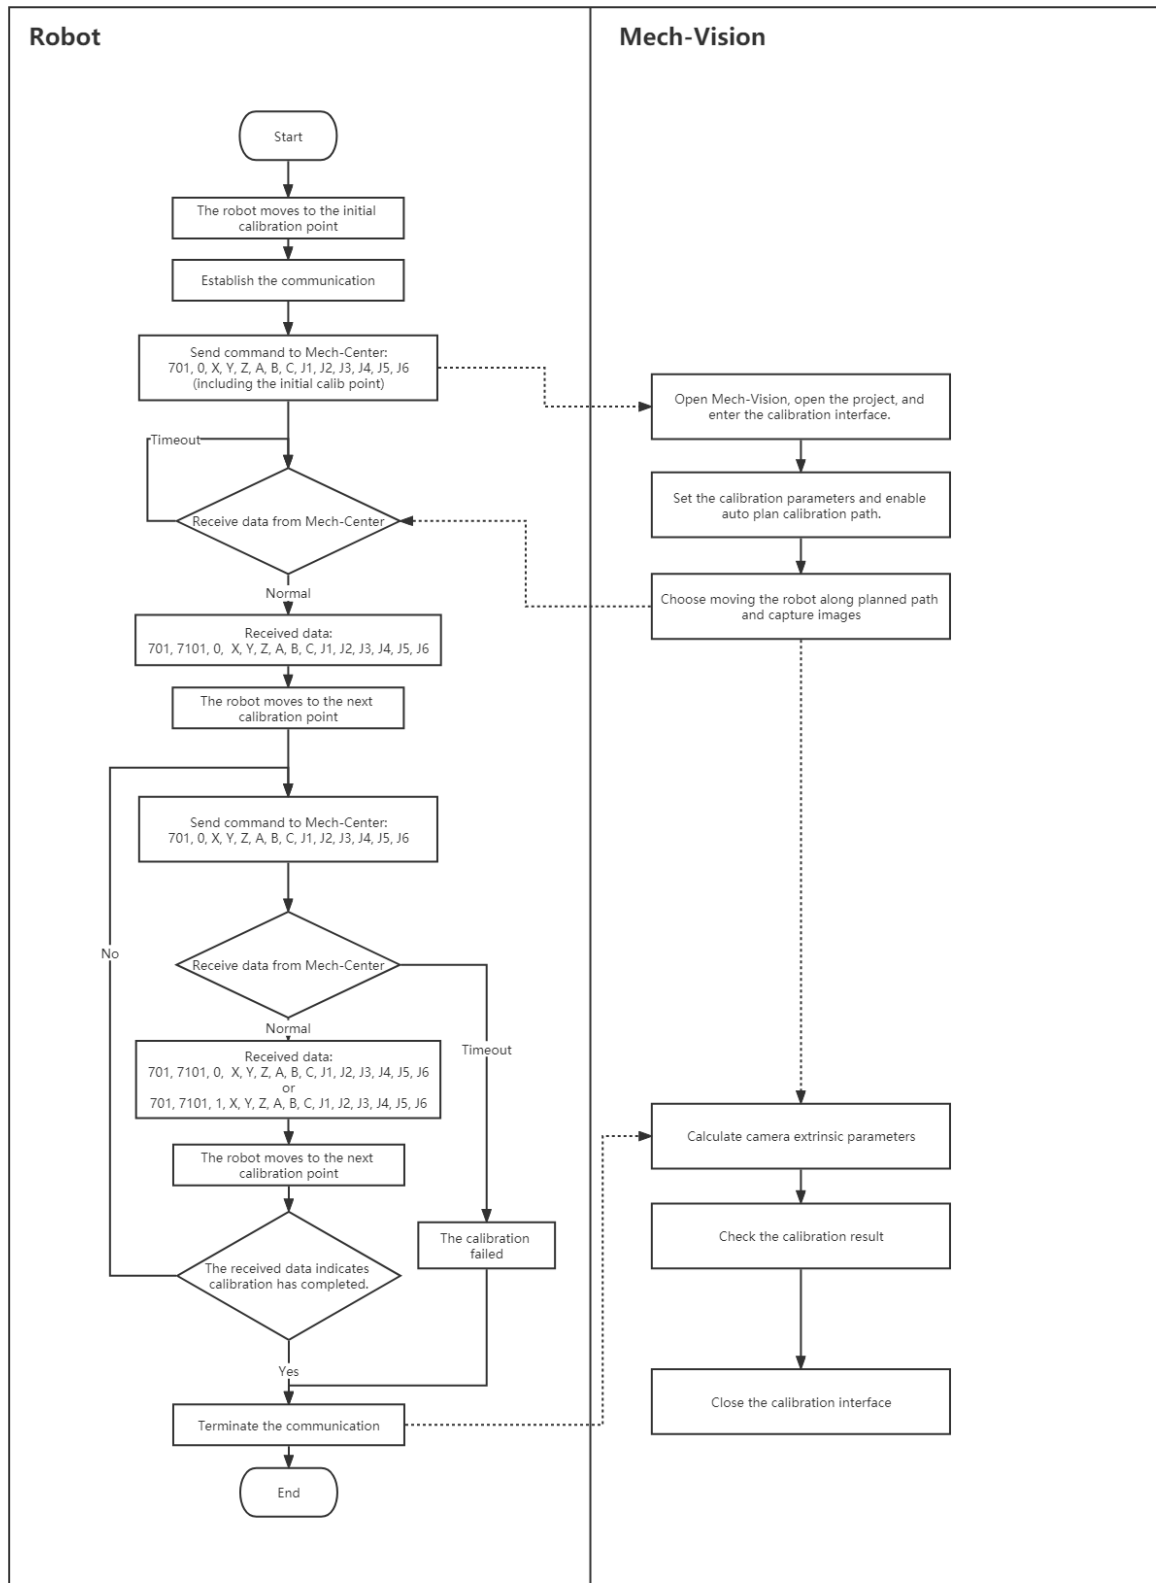 Robot
Start
The robot moves to the initial
calibration point
Establish the communication
Send command to Mech-Center:
701, 0, X, Y, Z, A, B, C, J1, J2, J3, J4, J5, J6
(including the initial calib point)
Timeout
Receive data from Mech-Center
Normal
Received data:
701, 7101, 0, X, Y, Z, A, B, C, J1, J2, J3, J4, J5, J6
The robot moves to the next
calibration point
Send command to Mech-Center:
701, 0, X, Y, Z, A, B, C, J1, J2, J3, J4, J5, J6
No
Receive data from Mech-Center
Normal
Timeout
Received data:
701, 7101, 0, X, Y, Z, A, B, C, J1, J2, J3, J4, J5, J6
or
701, 7101, 1, X, Y, Z, A, B, C, J1, J2, J3, J4, J5, J6
The robot moves to the next
calibration point
The calibration
failed
The received data indicates
calibration has completed.
Yes
Terminate the communication
End
Mech-Vision
Open Mech-Vision, open the project, and
enter the calibration interface.
Set the calibration parameters and enable
auto plan calibration path.
Choose moving the robot along planned path
and capture images
Calculate camera extrinsic parameters
Check the calibration result
Close the calibration interface